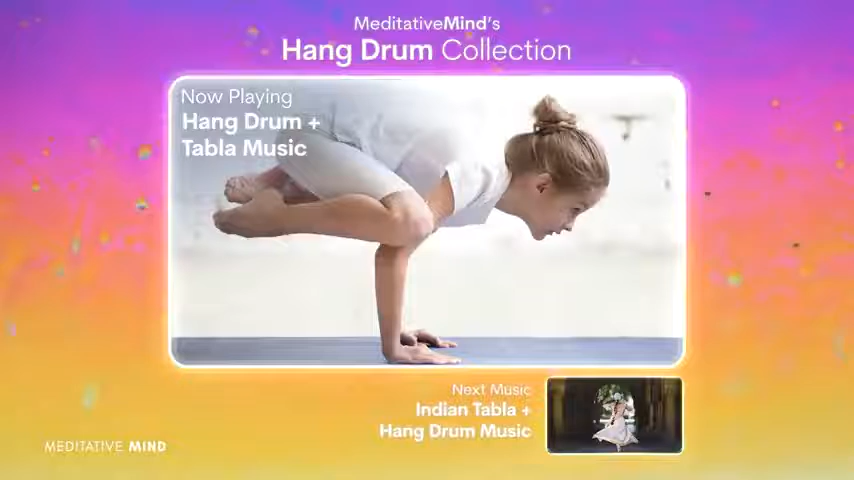 MeditativeMind's
Hang Drum Collection
Now Playing
Hang Drum +
Tabla Music
Next Music
Indian Tabla +
Hang Drum Music
MEDITATIVE MIND